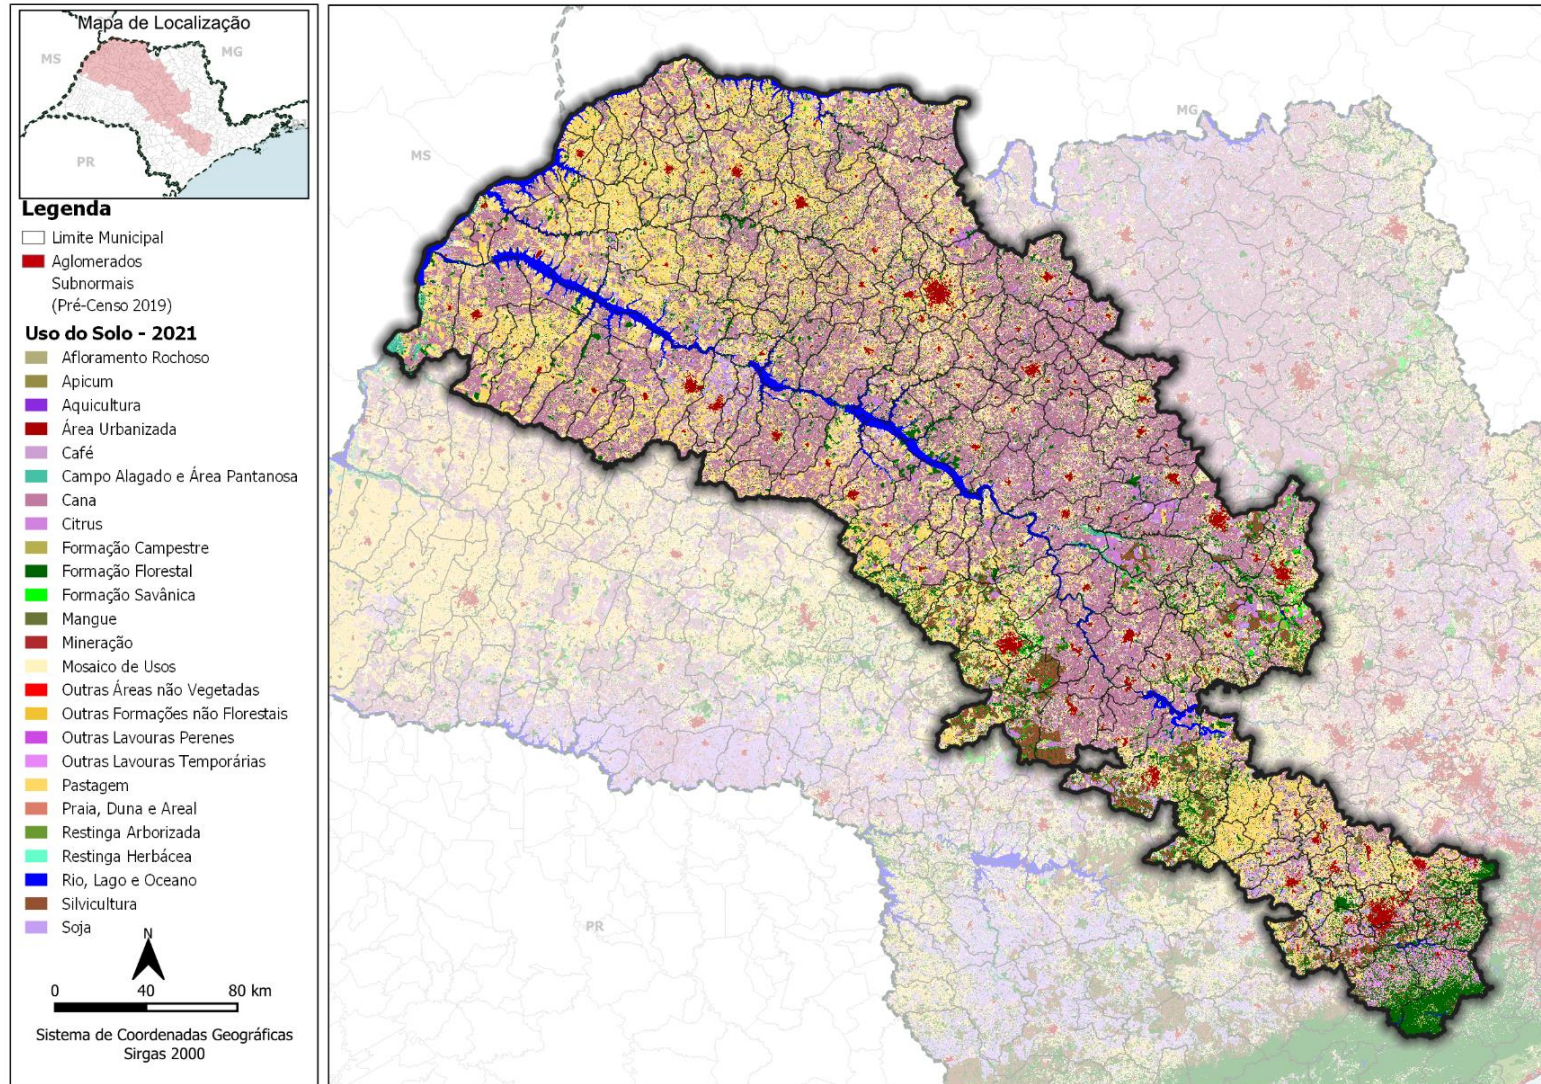 Mapa de Localização
MS
MG
PR
Legenda
Limite Municipal
Aglomerados
Subnormais
(Pré-Censo 2019)
Uso do Solo - 2021
Afloramento Rochoso
Apicum
Aquicultura
Área Urbanizada
Café
Campo Alagado e Área Pantanosa
Cana
Citrus
Formação Campestre
Formação Florestal
Formação Savânica
Mangue
Mineração
Mosaico de Usos
Outras Áreas não Vegetadas
Outras Formações não Florestais
Outras Lavouras Perenes
Outras Lavouras Temporárias
Pastagem
Praia, Duna e Areal
Restinga Arborizada
Restinga Herbácea
Rio, Lago e Oceano
Silvicultura
Soja
N
0 40 80 km
Sistema de Coordenadas Geográficas
Sirgas 2000
MS
MG
PR